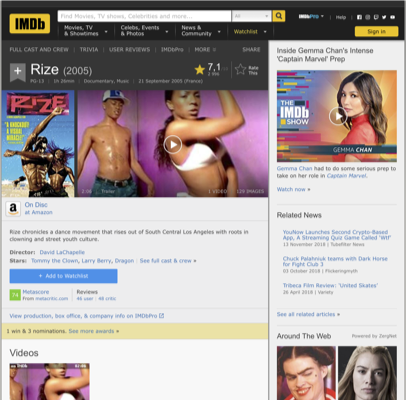 IMDb
Find Movies, TV shows, Celebrities and more...
All
IMDbPro
Help
Movies, TV
& Showtimes
Celebs, Events
& Photos
News &
Community
Watchlist
Sign in
FULL CAST AND CREW | TRIVIA | USER REVIEWS | IMDbPro | MORE
SHARE
Rize (2005)
PG-13 | 1h 26min | Documentary, Music | 21 September 2005 (France)
7,1
Rate
This
RIZE
2:06 | Trailer
1 VIDEO | 129 IMAGES
On Disc
at Amazon
Rize chronicles a dance movement that rises out of South Central Los Angeles with roots in
clowning and street youth culture.
Director: David LaChapelle
Stars: Tommy the Clown, Larry Berry, Dragon | See full cast & crew »
+ Add to Watchlist
Metascore
From metacritic.com
Reviews
46 user | 46 critic
View production, box office, & company info on IMDbPro
1 win & 3 nominations. See more awards »
Videos
Inside Gemma Chan's Intense
'Captain Marvel' Prep
THE
IMDb
SHOW
GEMMA CHAN
Gemma Chan had to do some serious prep to
take on her role in Captain Marvel.
Watch now »
Related News
YouNow Launches Second Crypto-Based
App, A Streaming Quiz Game Called 'Wtf'
13 November 2018 | Tubefilter News
Chuck Palahniuk teams with Dark Horse
for Fight Club 3
03 October 2018 | Flickeringmyth
Tribeca Film Review: 'United Skates'
26 April 2018 | Variety
See all related articles »
Around The Web
Powered by ZergNet